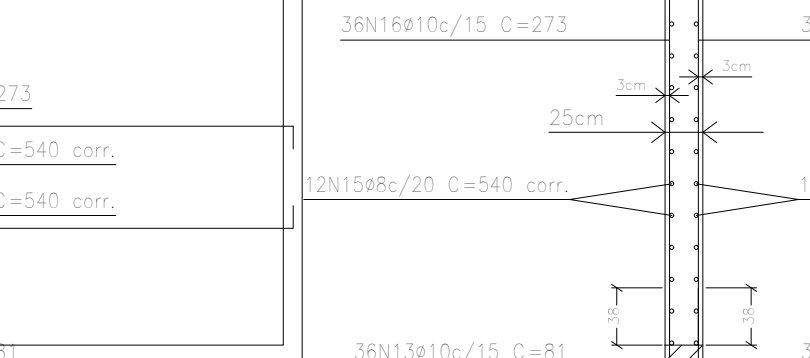 36N16ø10c/15 C=273
3cm
3cm
273
25cm
C=540 corr.
12N15ø8c/20 C=540 corr.
C=540 corr.
38
38
36N13ø10c/15 C=81
81